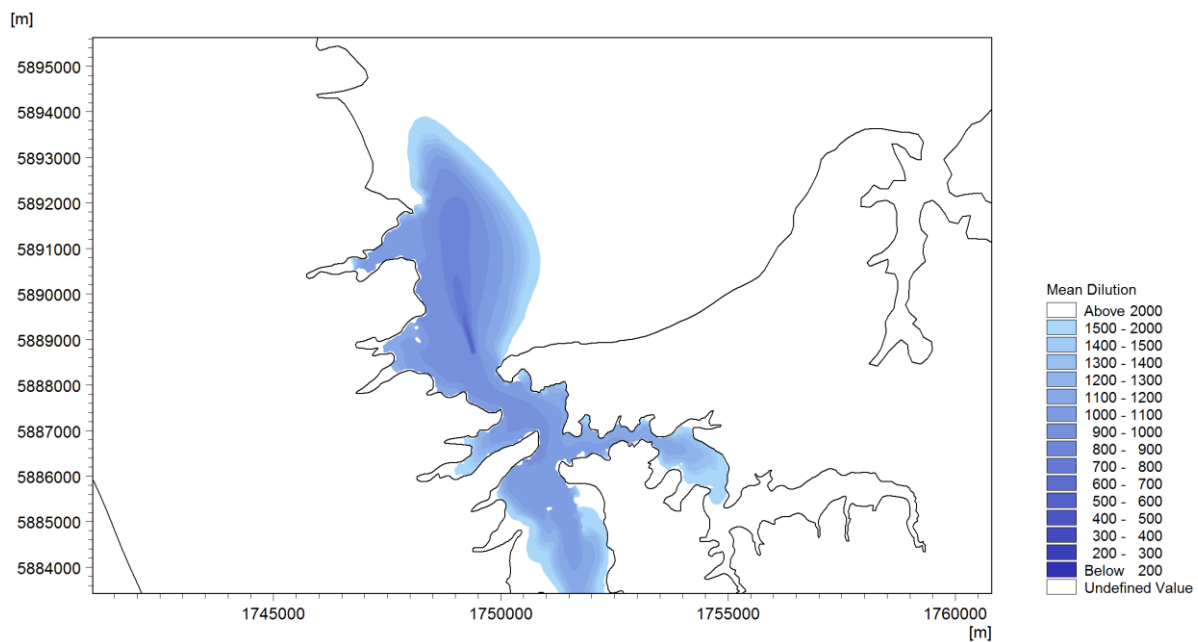 [m]
5895000
5894000
5893000
5892000
5891000
5890000
5889000
5888000
5887000
5886000
5885000
5884000
1745000 1750000 1755000 1760000
[m]
Mean Dilution
Above 2000
1500 - 2000
1400 - 1500
1300 - 1400
1200 - 1300
1100 - 1200
1000 - 1100
900 - 1000
800 - 900
700 - 800
600 - 700
500 - 600
400 - 500
300 - 400
200 - 300
Below 200
Undefined Value